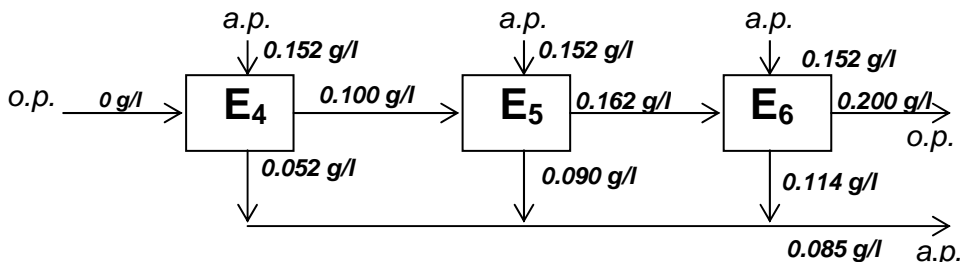 a.p. a.p. a.p.
0.152 g/l 0.152 g/l 0.152 g/l
o.p. 0 g/l E4 0.100 g/l E5 0.162 g/l E6 0.200 g/l
o.p.
0.052 g/l 0.090 g/l 0.114 g/l
0.085 g/l a.p.